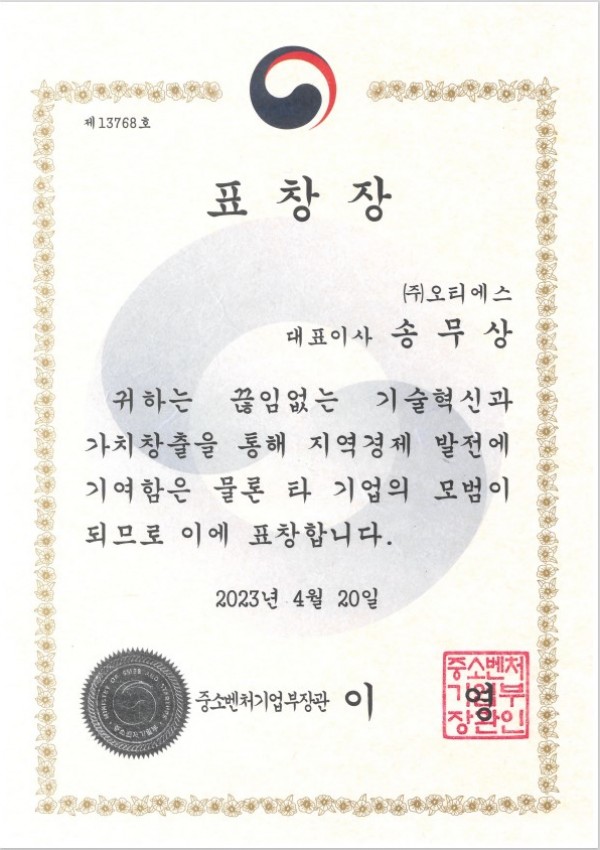 제13768호
표 창 장
㈜오티에스
대표이사 송 무 상
귀하는 끊임없는 기술혁신과
가치창출을 통해 지역경제 발전에
기여함은 물론 타 기업의 모범이
되므로 이에 표창합니다.
2023년 4월 20일
중소벤처기업부장관 이 영
중소벤처
기업부
장관인